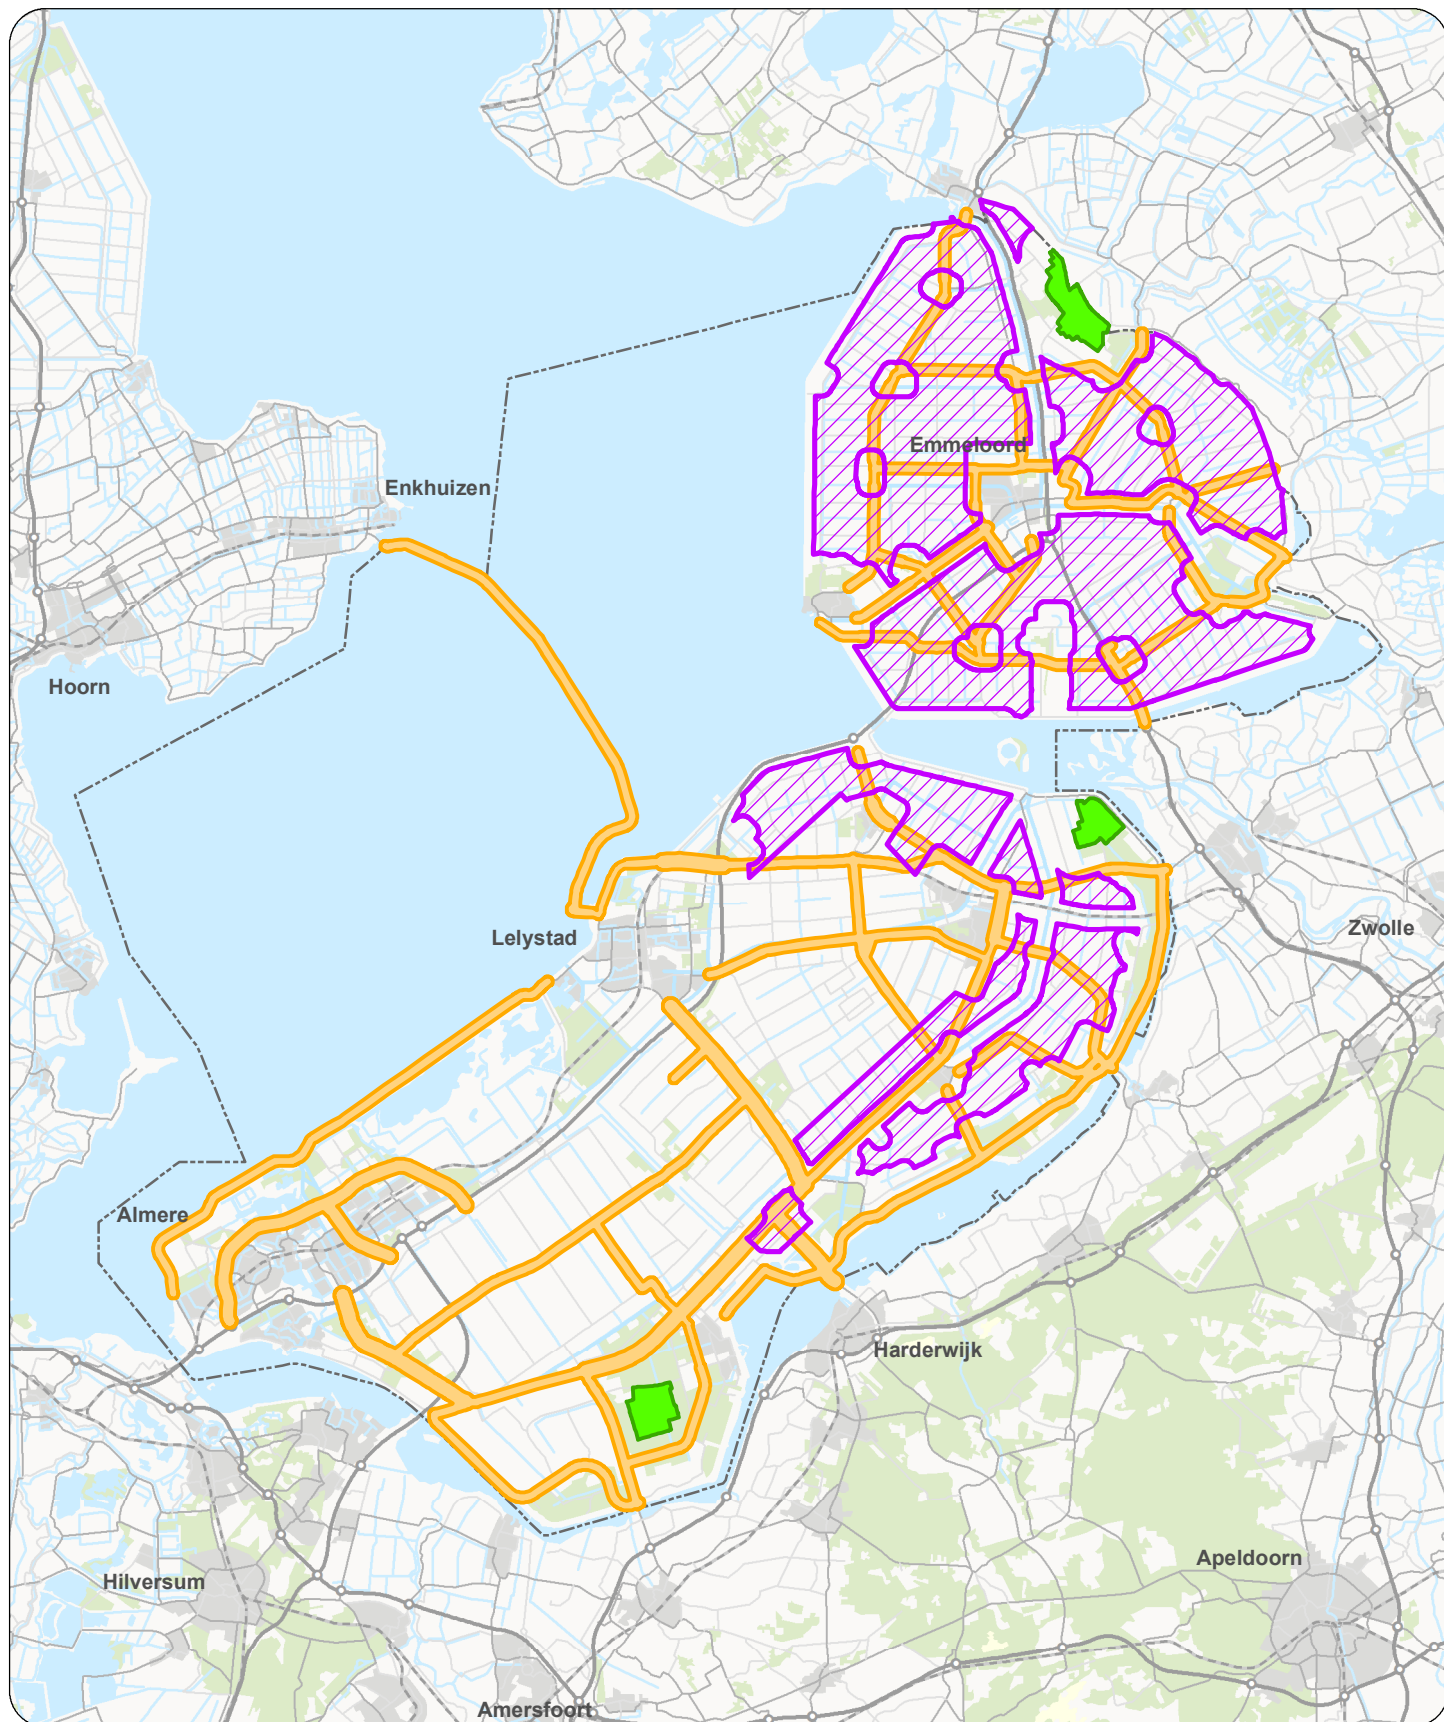 Emmeloord
Enkhuizen
Hoorn
Zwolle
Lelystad
Almere
Harderwijk
Apeldoorn
Hilversum
Amersfoort